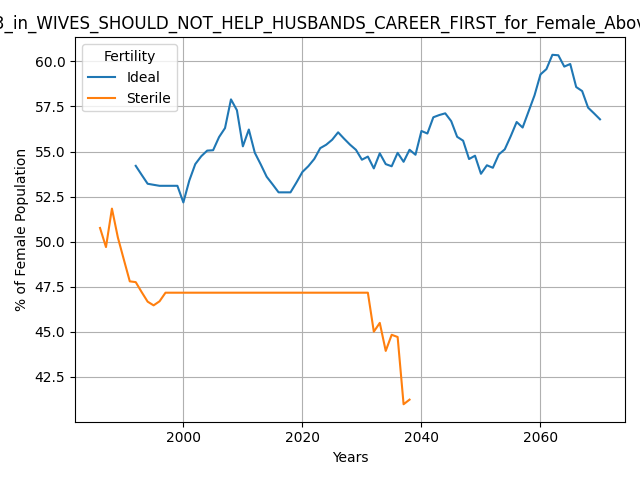 3_in_WIVES_SHOULD_NOT_HELP_HUSBANDS_CAREER_FIRST_for_Female_Abov
Fertility
Ideal
Sterile
% of Female Population
60.0
57.5
55.0
52.5
50.0
47.5
45.0
42.5
2000 2020 2040 2060
Years